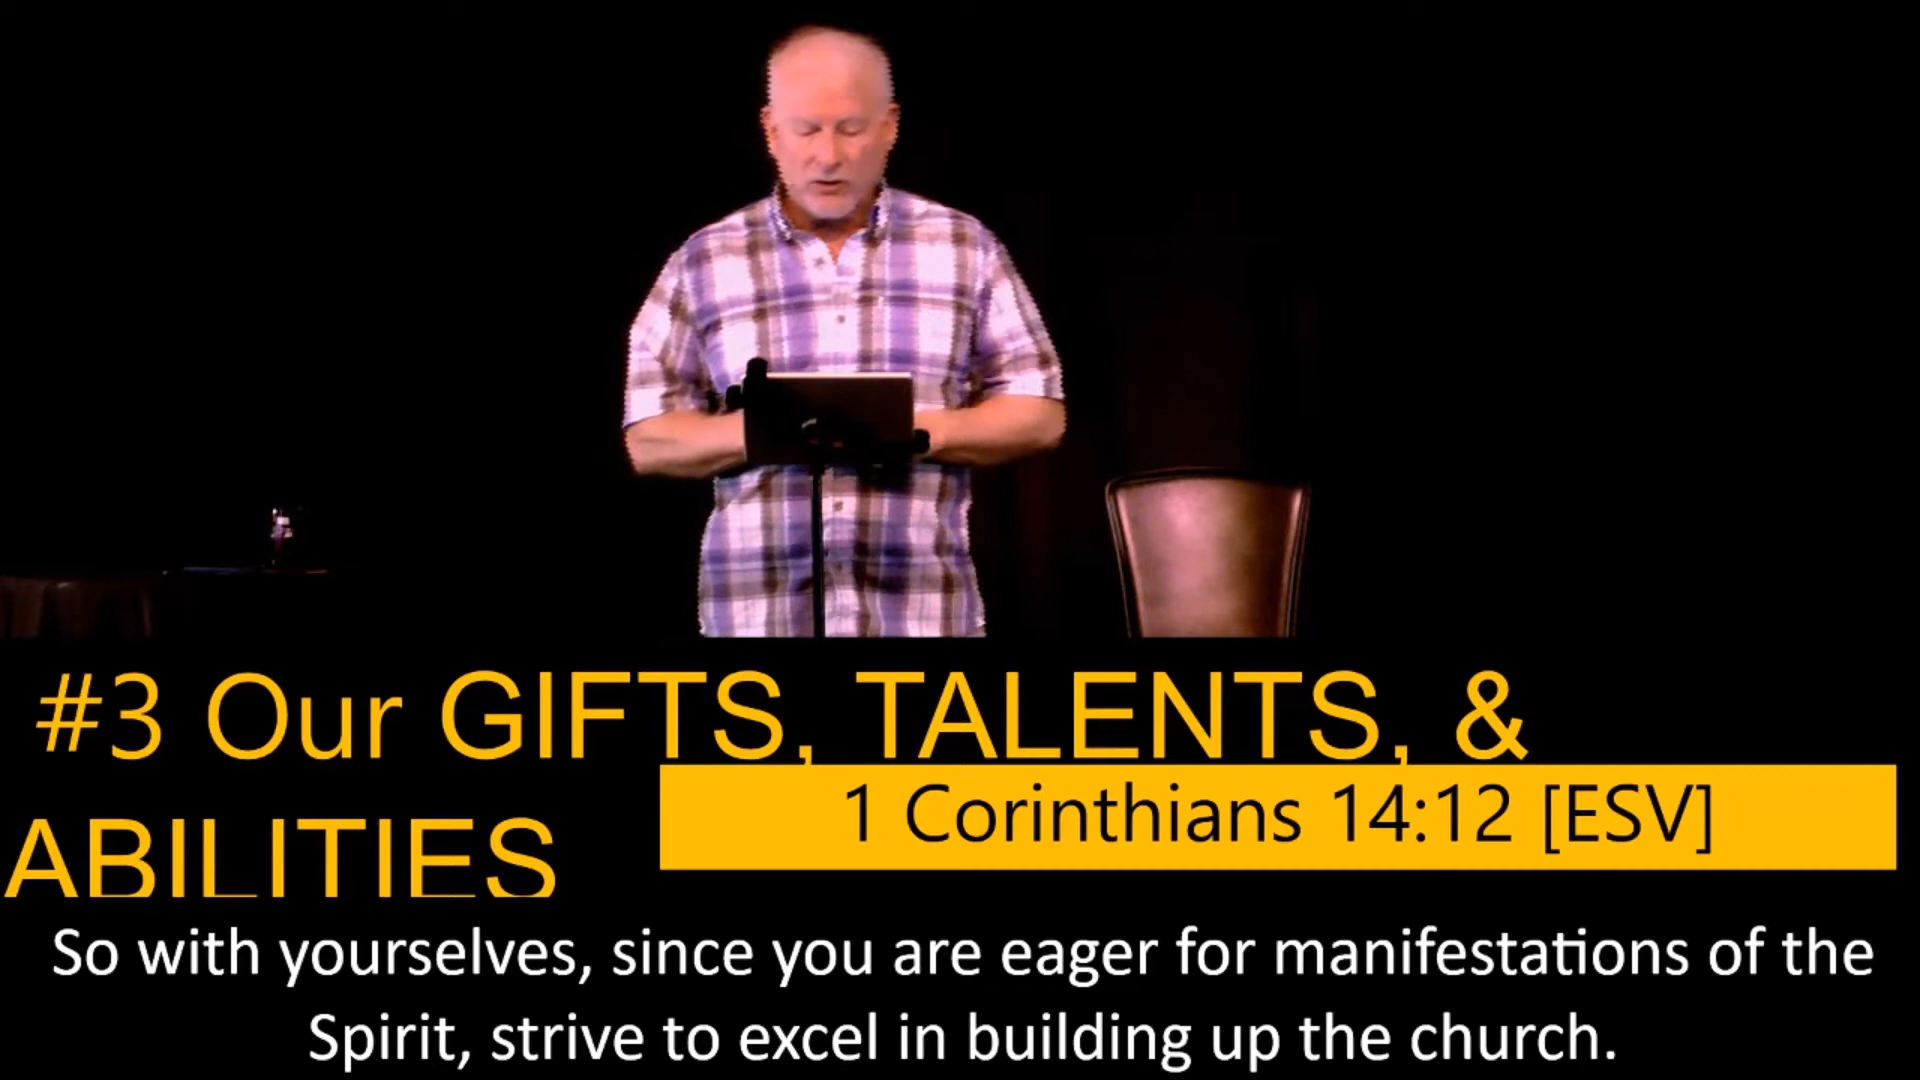 #3 Our GIFTS, TALENTS, &
ABILITIES
1 Corinthians 14:12 [ESV]
So with yourselves, since you are eager for manifestations of the
Spirit, strive to excel in building up the church.